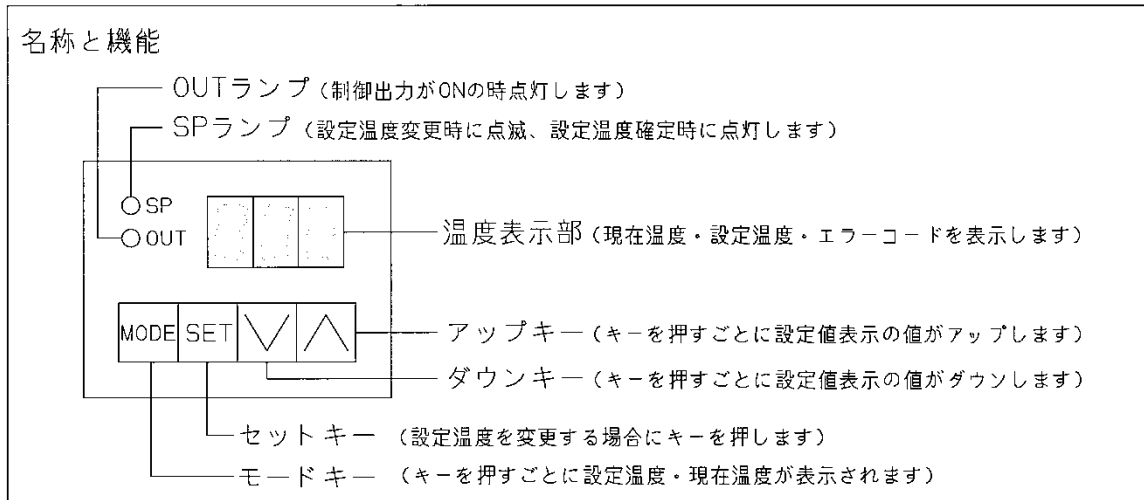 名称と機能
OUTランプ（制御出力がONの時点灯します）
SPランプ（設定温度変更時に点滅、設定温度確定時に点灯します）
SP
OUT
温度表示部（現在温度・設定温度・エラーコードを表示します）
MODE SET
アップキー（キーを押すごとに設定値表示の値がアップします）
ダウンキー（キーを押すごとに設定値表示の値がダウンします）
セットキー（設定温度を変更する場合にキーを押します）
モードキー（キーを押すごとに設定温度・現在温度が表示されます）